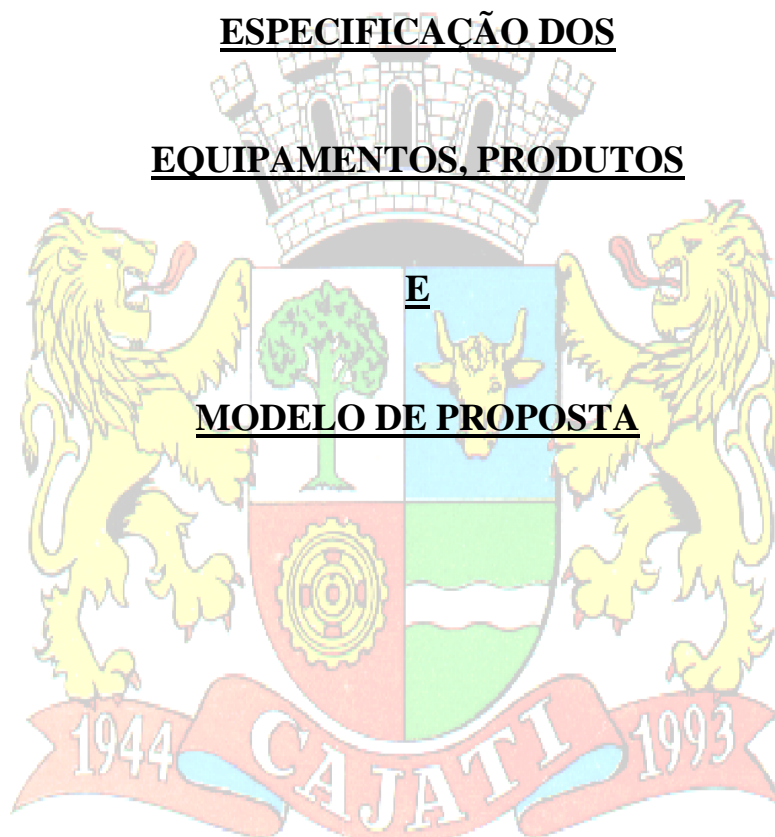 ESPECIFICAÇÃO DOS
EQUIPAMENTOS, PRODUTOS
E
MODELO DE PROPOSTA
1944 CAJATI 1993